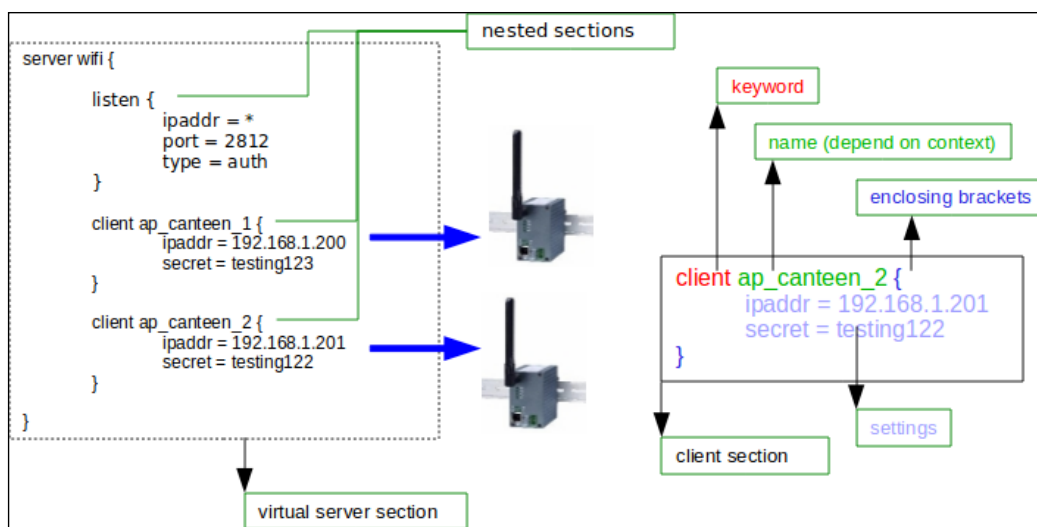 nested sections
server wifi {
listen {
ipaddr = *
port = 2812
type = auth
}
client ap_canteen_1 {
ipaddr = 192.168.1.200
secret = testing123
}
client ap_canteen_2 {
ipaddr = 192.168.1.201
secret = testing122
}
}
virtual server section
keyword
name (depend on context)
enclosing brackets
client ap_canteen_2 {
ipaddr = 192.168.1.201
secret = testing122
}
settings
client section